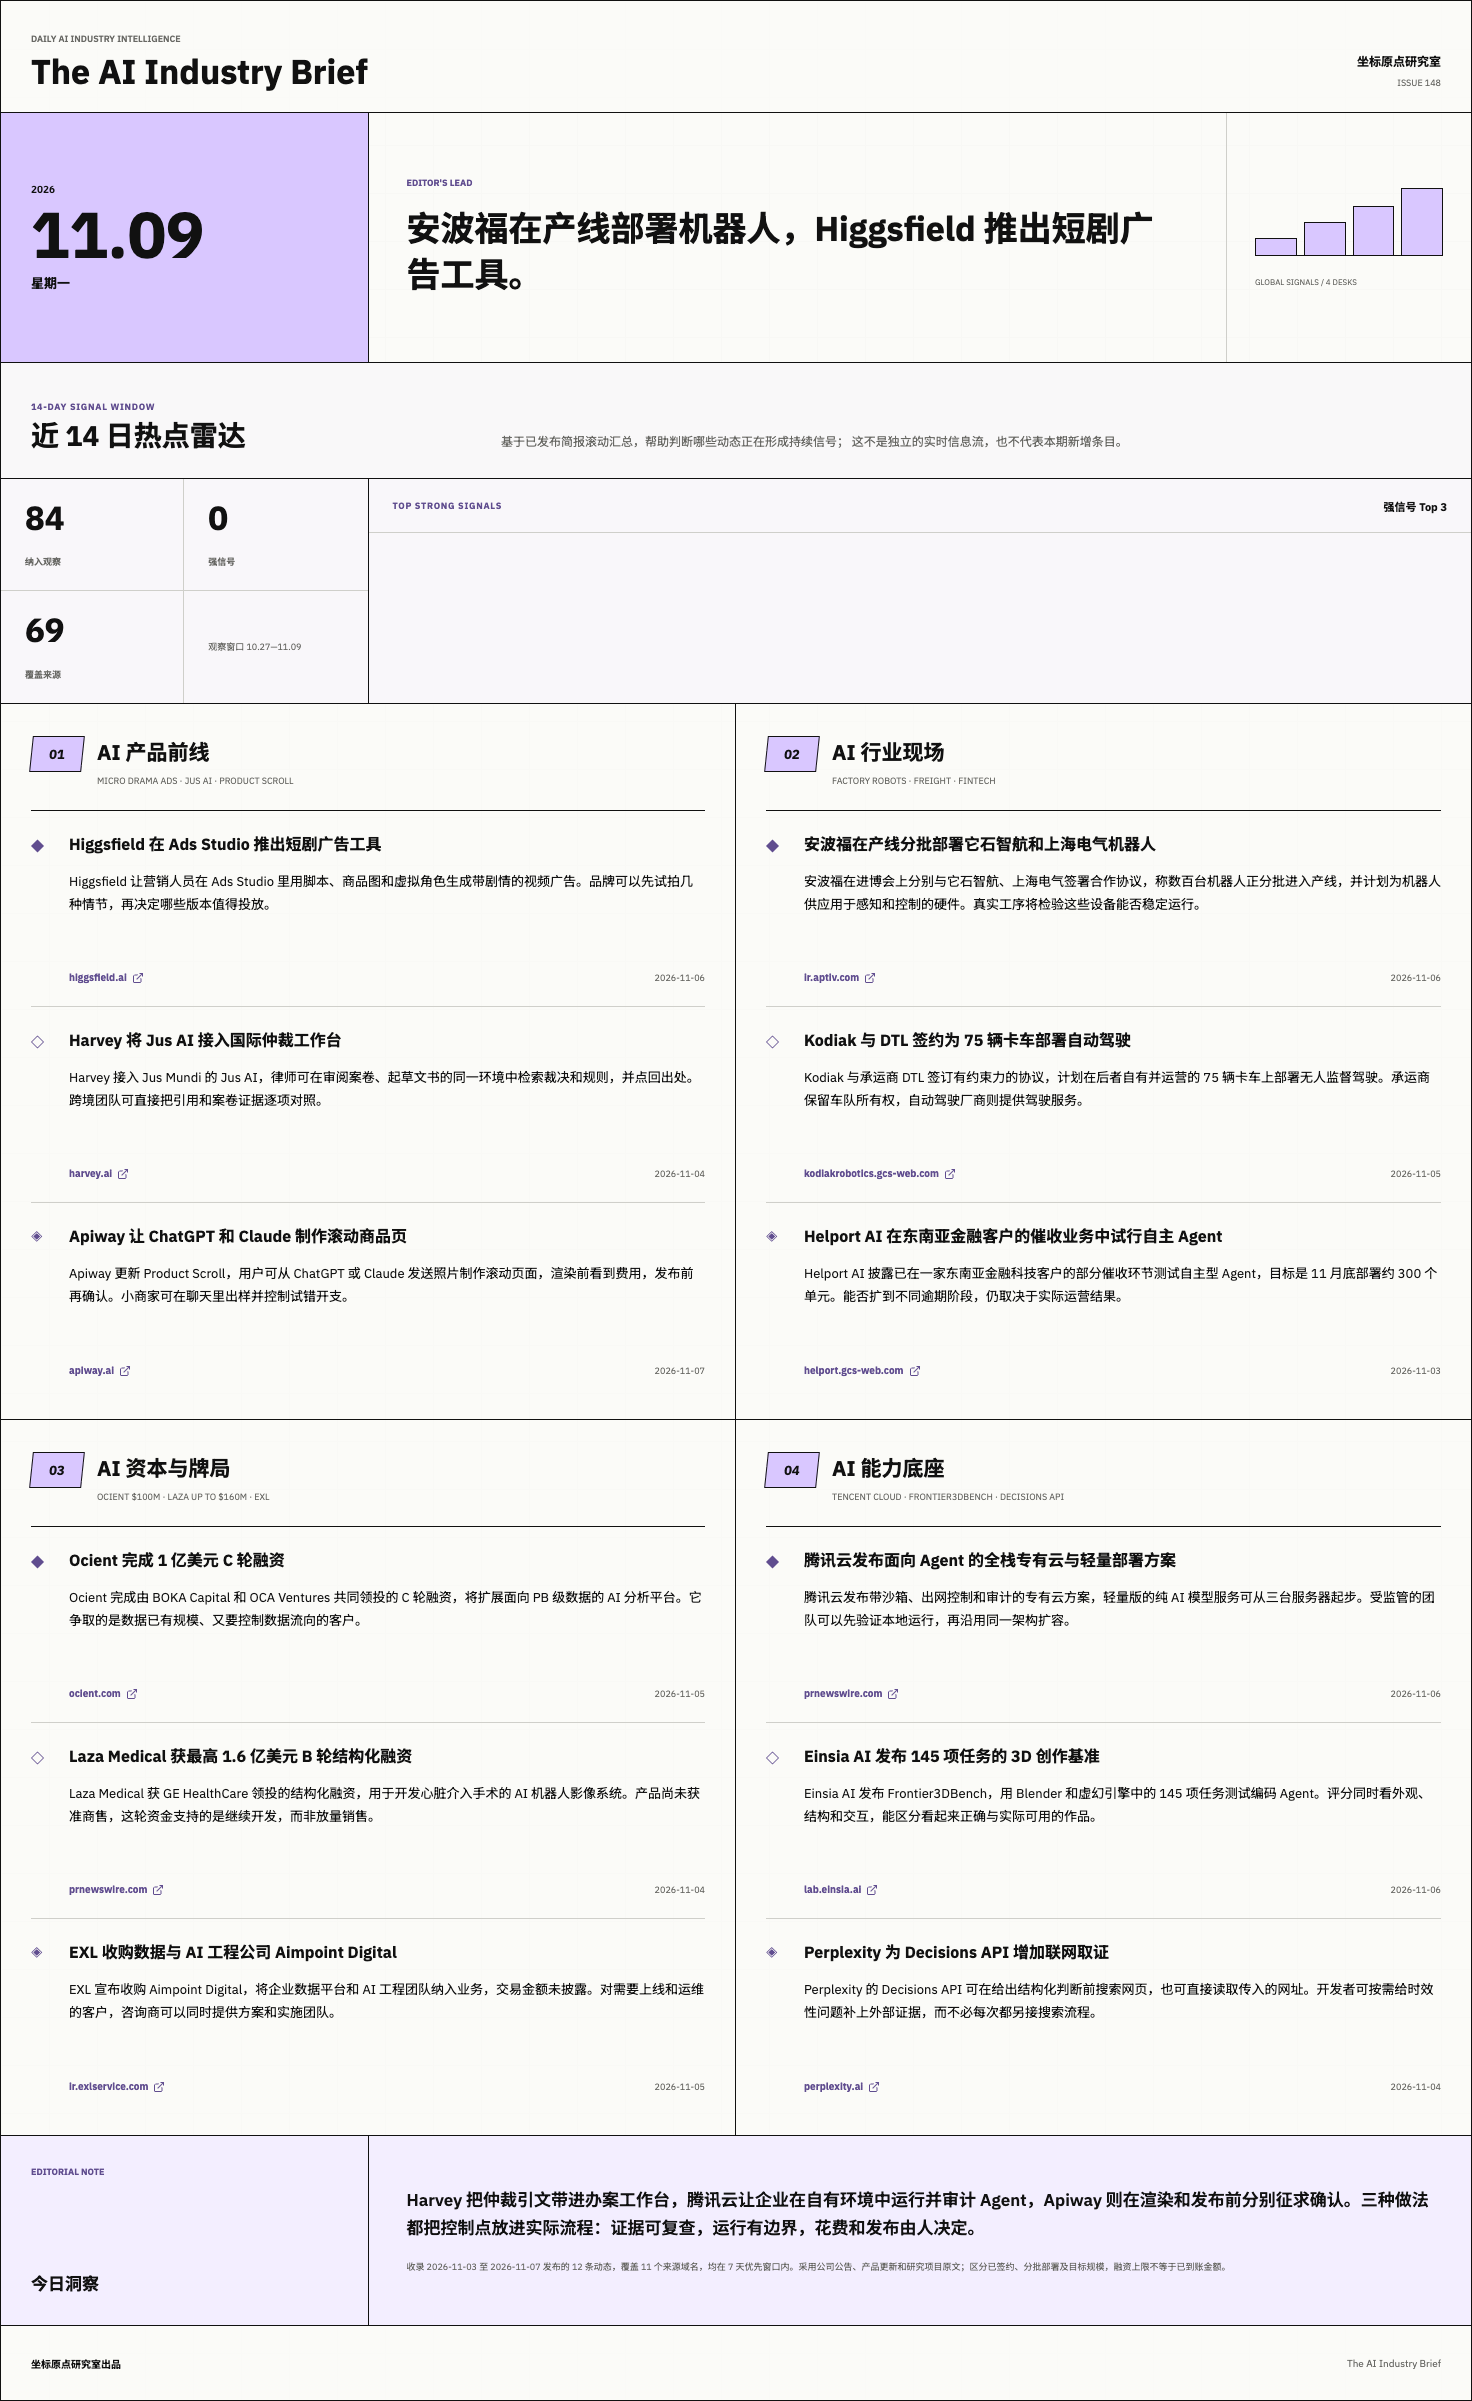 DAILY AI INDUSTRY INTELLIGENCE
The AI Industry Brief
坐标原点研究室
ISSUE 148
2026
11.09
星期一
EDITOR'S LEAD
安波福在产线部署机器人，Higgsfield 推出短剧广
告工具。
GLOBAL SIGNALS / 4 DESKS
14-DAY SIGNAL WINDOW
近 14 日热点雷达
基于已发布简报滚动汇总，帮助判断哪些动态正在形成持续信号； 这不是独立的实时信息流，也不代表本期新增条目。
84
纳入观察
0
强信号
69
覆盖来源
观察窗口 10.27—11.09
TOP STRONG SIGNALS
强信号 Top 3
01
AI 产品前线
MICRO DRAMA ADS · JUS AI · PRODUCT SCROLL
Higgsfield 在 Ads Studio 推出短剧广告工具
Higgsfield 让营销人员在 Ads Studio 里用脚本、商品图和虚拟角色生成带剧情的视频广告。品牌可以先试拍几
种情节，再决定哪些版本值得投放。
higgsfield.ai
2026-11-06
Harvey 将 Jus AI 接入国际仲裁工作台
Harvey 接入 Jus Mundi 的 Jus AI，律师可在审阅案卷、起草文书的同一环境中检索裁决和规则，并点回出处。
跨境团队可直接把引用和案卷证据逐项对照。
harvey.ai
2026-11-04
Apiway 让 ChatGPT 和 Claude 制作滚动商品页
Apiway 更新 Product Scroll，用户可从 ChatGPT 或 Claude 发送照片制作滚动页面，渲染前看到费用，发布前
再确认。小商家可在聊天里出样并控制试错开支。
apiway.ai
2026-11-07
02
AI 行业现场
FACTORY ROBOTS · FREIGHT · FINTECH
安波福在产线分批部署它石智航和上海电气机器人
安波福在进博会上分别与它石智航、上海电气签署合作协议，称数百台机器人正分批进入产线，并计划为机器人
供应用于感知和控制的硬件。真实工序将检验这些设备能否稳定运行。
ir.aptiv.com
2026-11-06
Kodiak 与 DTL 签约为 75 辆卡车部署自动驾驶
Kodiak 与承运商 DTL 签订有约束力的协议，计划在后者自有并运营的 75 辆卡车上部署无人监督驾驶。承运商
保留车队所有权，自动驾驶厂商则提供驾驶服务。
kodiakrobotics.gcs-web.com
2026-11-05
Helport AI 在东南亚金融客户的催收业务中试行自主 Agent
Helport AI 披露已在一家东南亚金融科技客户的部分催收环节测试自主型 Agent，目标是 11 月底部署约 300 个
单元。能否扩到不同逾期阶段，仍取决于实际运营结果。
helport.gcs-web.com
2026-11-03
03
AI 资本与牌局
OCIENT $100M · LAZA UP TO $160M · EXL
Ocient 完成 1 亿美元 C 轮融资
Ocient 完成由 BOKA Capital 和 OCA Ventures 共同领投的 C 轮融资，将扩展面向 PB 级数据的 AI 分析平台。它
争取的是数据已有规模、又要控制数据流向的客户。
ocient.com
2026-11-05
Laza Medical 获最高 1.6 亿美元 B 轮结构化融资
Laza Medical 获 GE HealthCare 领投的结构化融资，用于开发心脏介入手术的 AI 机器人影像系统。产品尚未获
准商售，这轮资金支持的是继续开发，而非放量销售。
prnewswire.com
2026-11-04
EXL 收购数据与 AI 工程公司 Aimpoint Digital
EXL 宣布收购 Aimpoint Digital，将企业数据平台和 AI 工程团队纳入业务，交易金额未披露。对需要上线和运维
的客户，咨询商可以同时提供方案和实施团队。
ir.exlservice.com
2026-11-05
04
AI 能力底座
TENCENT CLOUD · FRONTIER3DBENCH · DECISIONS API
腾讯云发布面向 Agent 的全栈专有云与轻量部署方案
腾讯云发布带沙箱、出网控制和审计的专有云方案，轻量版的纯 AI 模型服务可从三台服务器起步。受监管的团
队可以先验证本地运行，再沿用同一架构扩容。
prnewswire.com
2026-11-06
Einsia AI 发布 145 项任务的 3D 创作基准
Einsia AI 发布 Frontier3DBench，用 Blender 和虚幻引擎中的 145 项任务测试编码 Agent。评分同时看外观、
结构和交互，能区分看起来正确与实际可用的作品。
lab.einsia.ai
2026-11-06
Perplexity 为 Decisions API 增加联网取证
Perplexity 的 Decisions API 可在给出结构化判断前搜索网页，也可直接读取传入的网址。开发者可按需给时效
性问题补上外部证据，而不必每次都另接搜索流程。
perplexity.ai
2026-11-04
EDITORIAL NOTE
今日洞察
Harvey 把仲裁引文带进办案工作台，腾讯云让企业在自有环境中运行并审计 Agent，Apiway 则在渲染和发布前分别征求确认。三种做法
都把控制点放进实际流程：证据可复查，运行有边界，花费和发布由人决定。
收录 2026-11-03 至 2026-11-07 发布的 12 条动态，覆盖 11 个来源域名，均在 7 天优先窗口内。采用公司公告、产品更新和研究项目原文；区分已签约、分批部署及目标规模，融资上限不等于已到账金额。
坐标原点研究室出品
The AI Industry Brief